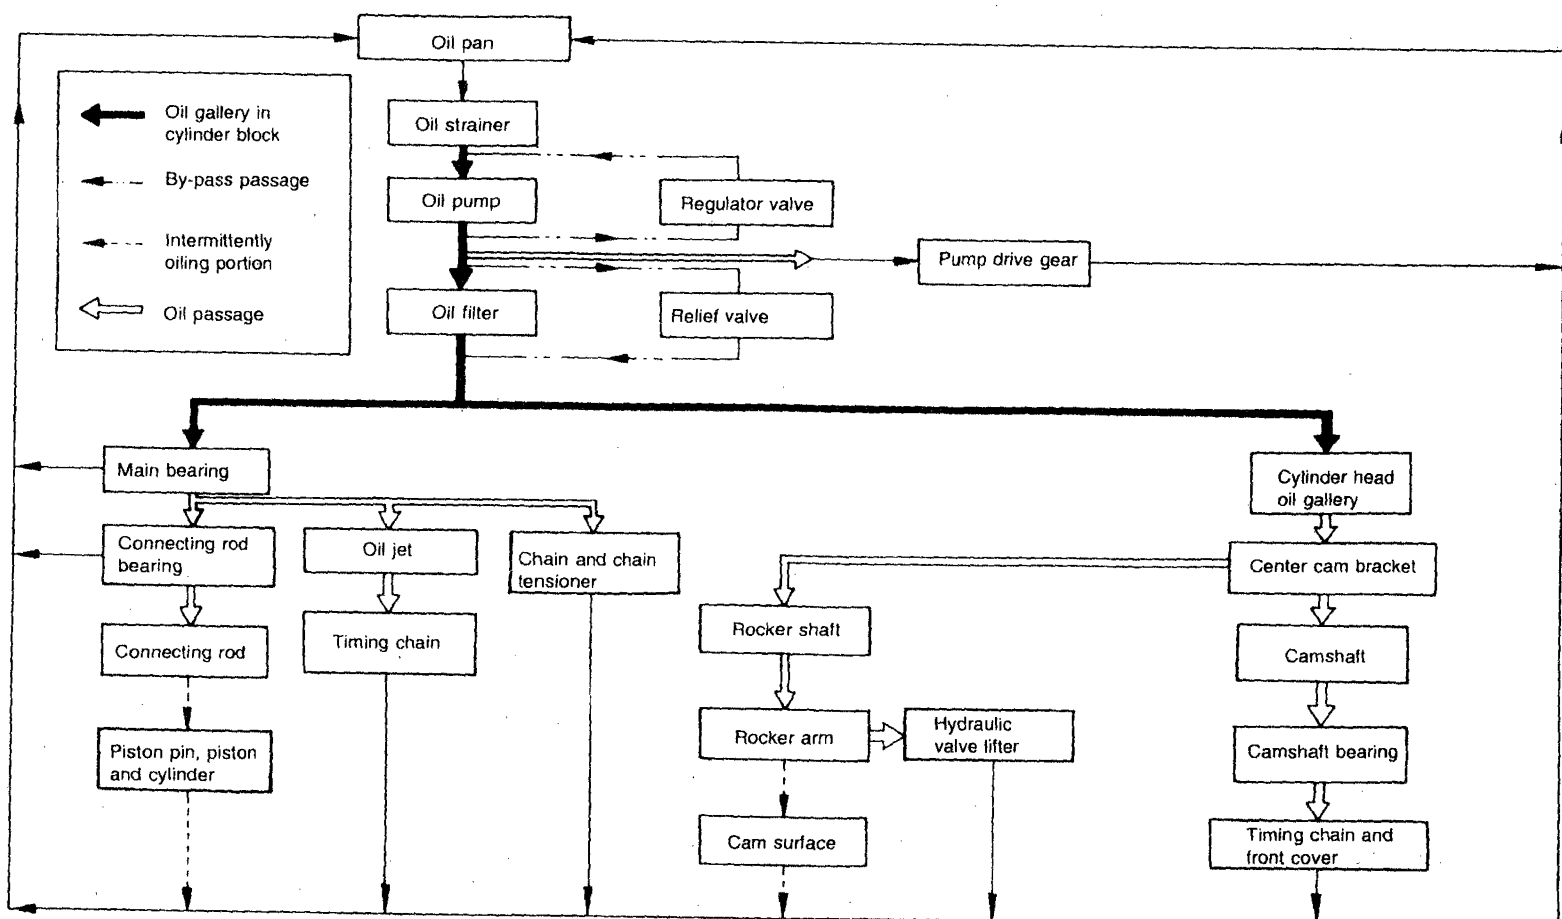 Oil pan
Oil gallery in
cylinder block
By-pass passage
Intermittently
oiling portion
Oil passage
Oil strainer
Oil pump
Regulator valve
Pump drive gear
Oil filter
Relief valve
Main bearing
Cylinder head
oil gallery
Connecting rod
bearing
Oil jet
Chain and chain
tensioner
Center cam bracket
Connecting rod
Timing chain
Rocker shaft
Camshaft
Piston pin, piston
and cylinder
Rocker arm
Hydraulic
valve lifter
Camshaft bearing
Cam surface
Timing chain and
front cover